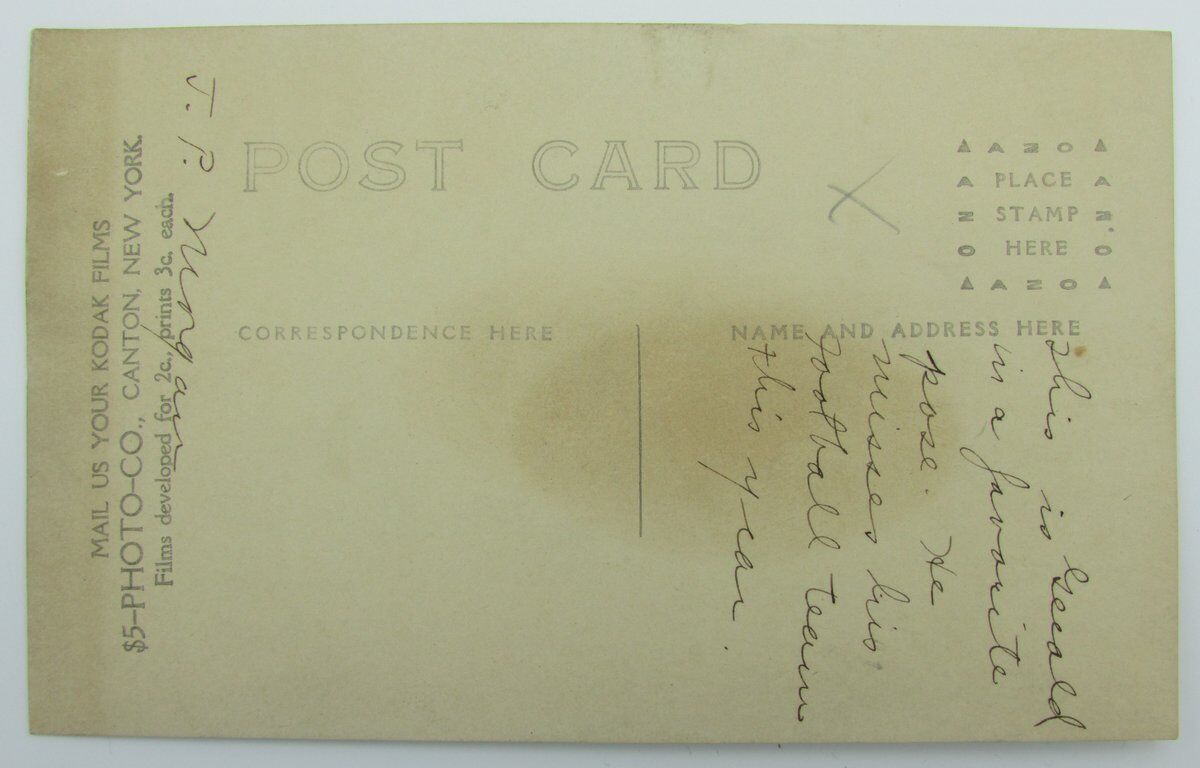 POST CARD
▲ AZO ▲
A PLACE A
N STAMP N
O HERE O
▲ AZO ▲
CORRESPONDENCE HERE
NAME AND ADDRESS HERE
MAIL US YOUR KODAK FILMS
$5-PHOTO-CO., CANTON, NEW YORK.
Films developed for 2c., prints 3c. each.
J. P. Morgan
This is Gerald
in a favorite
pose. He
misses his
football team
this year.